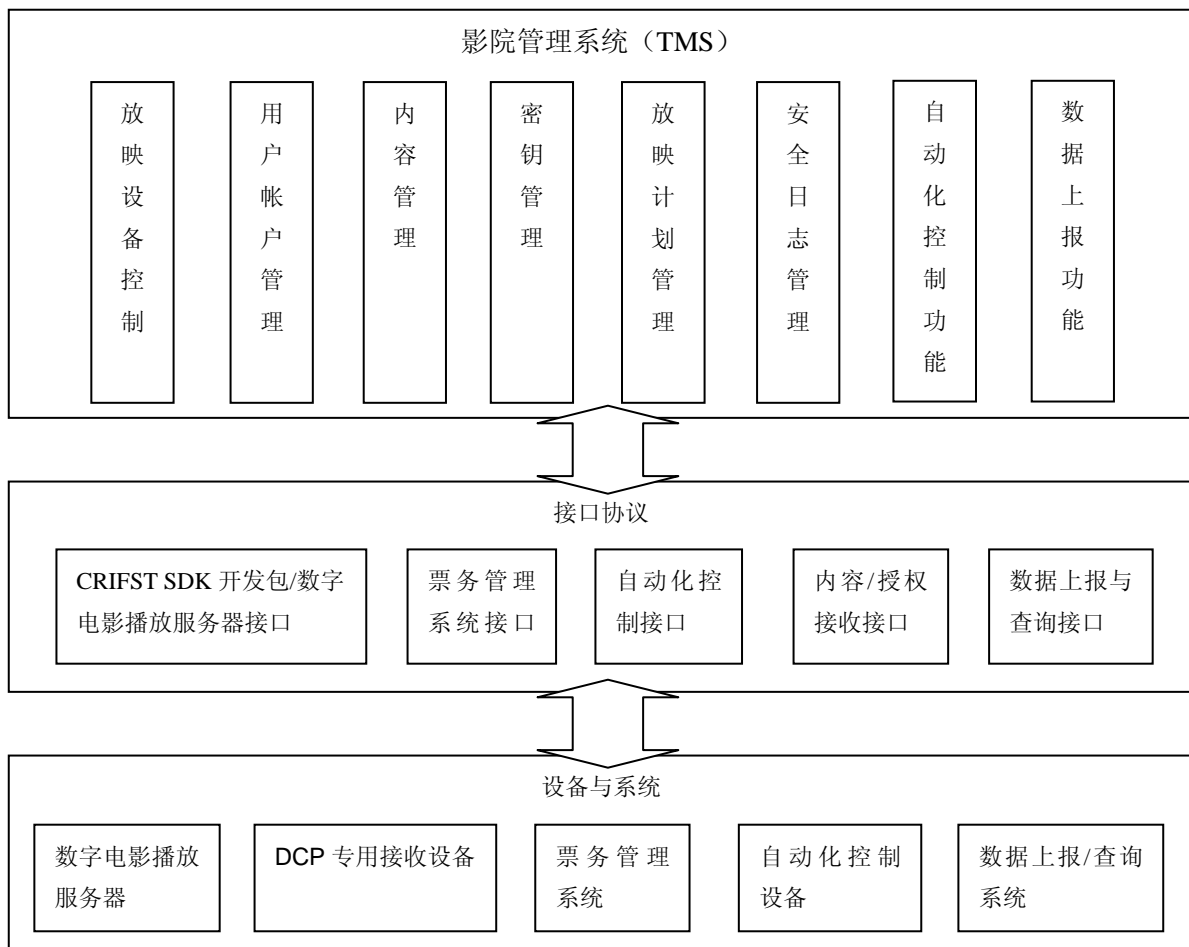 影院管理系统（TMS）
放映设备控制
用户帐户管理
内容管理
密钥管理
放映计划管理
安全日志管理
自动化控制功能
数据上报功能
接口协议
CRIFST SDK 开发包/数字
电影播放服务器接口
票务管理
系统接口
自动化控
制接口
内容/授权
接收接口
数据上报与
查询接口
设备与系统
数字电影播放
服务器
DCP 专用接收设备
票务管理
系统
自动化控制
设备
数据上报/查询
系统